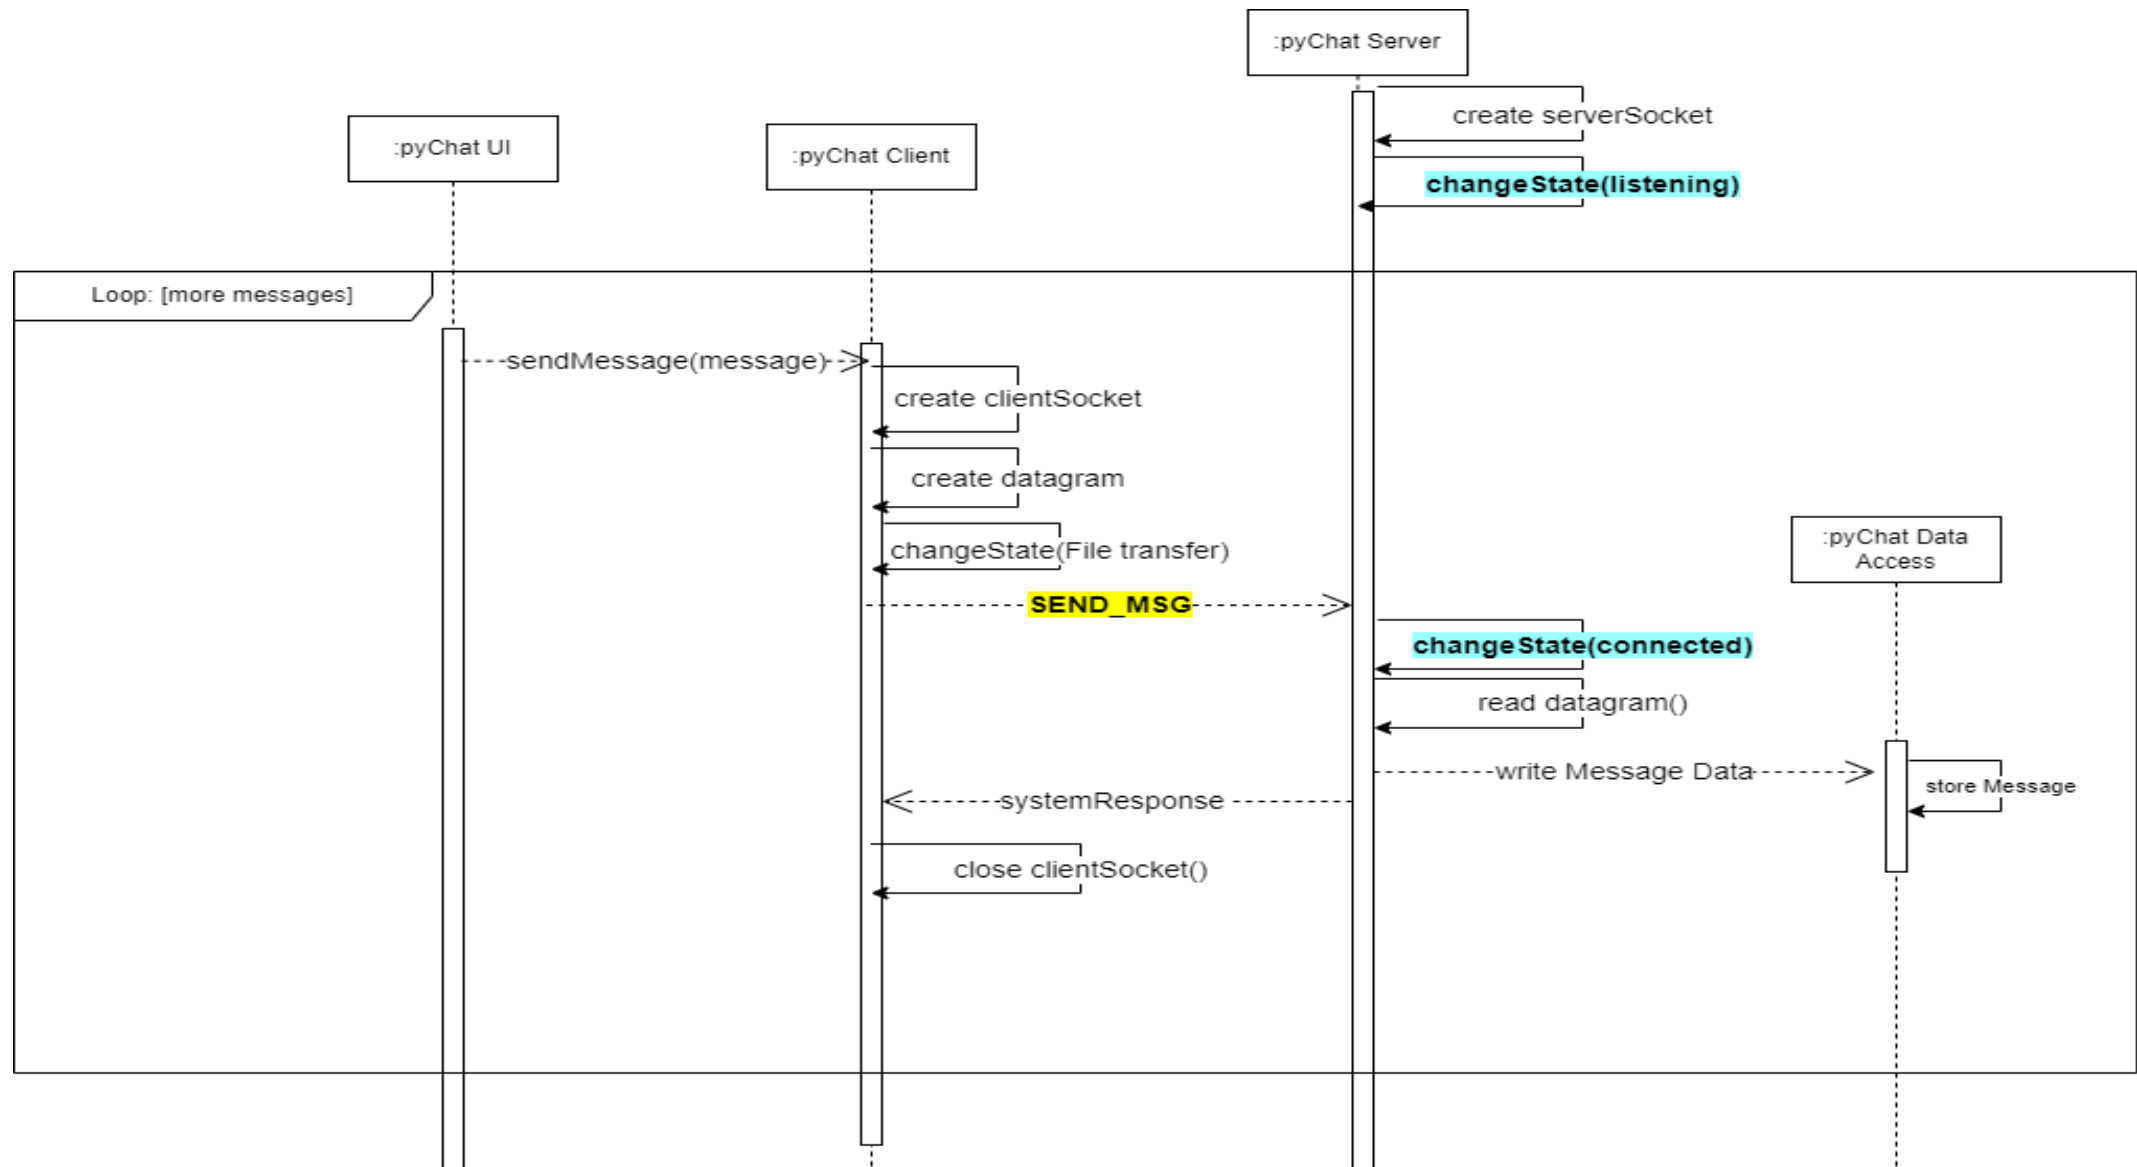 :pyChat Server
create serverSocket
:pyChat UI
:pyChat Client
changeState(listening)
Loop: [more messages]
sendMessage(message)
create clientSocket
create datagram
:pyChat Data
Access
changeState(File transfer)
SEND_MSG
changeState(connected)
read datagram()
write Message Data
store Message
systemResponse
close clientSocket()